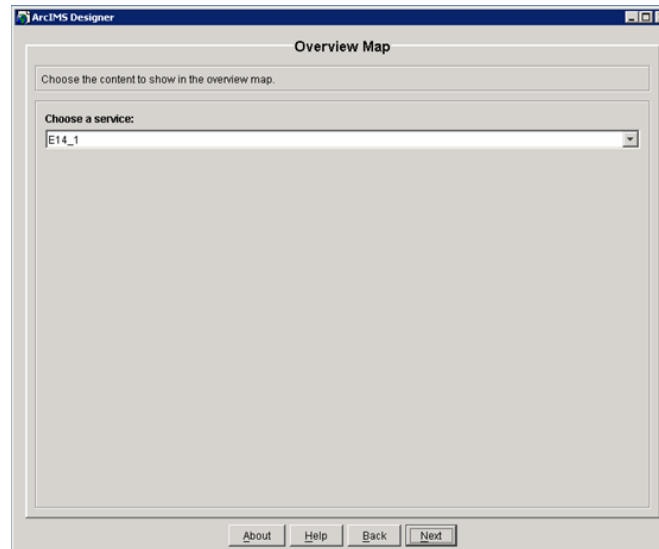 ArcIMS Designer
Overview Map
Choose the content to show in the overview map.
Choose a service:
E14_1
About Help Back Next